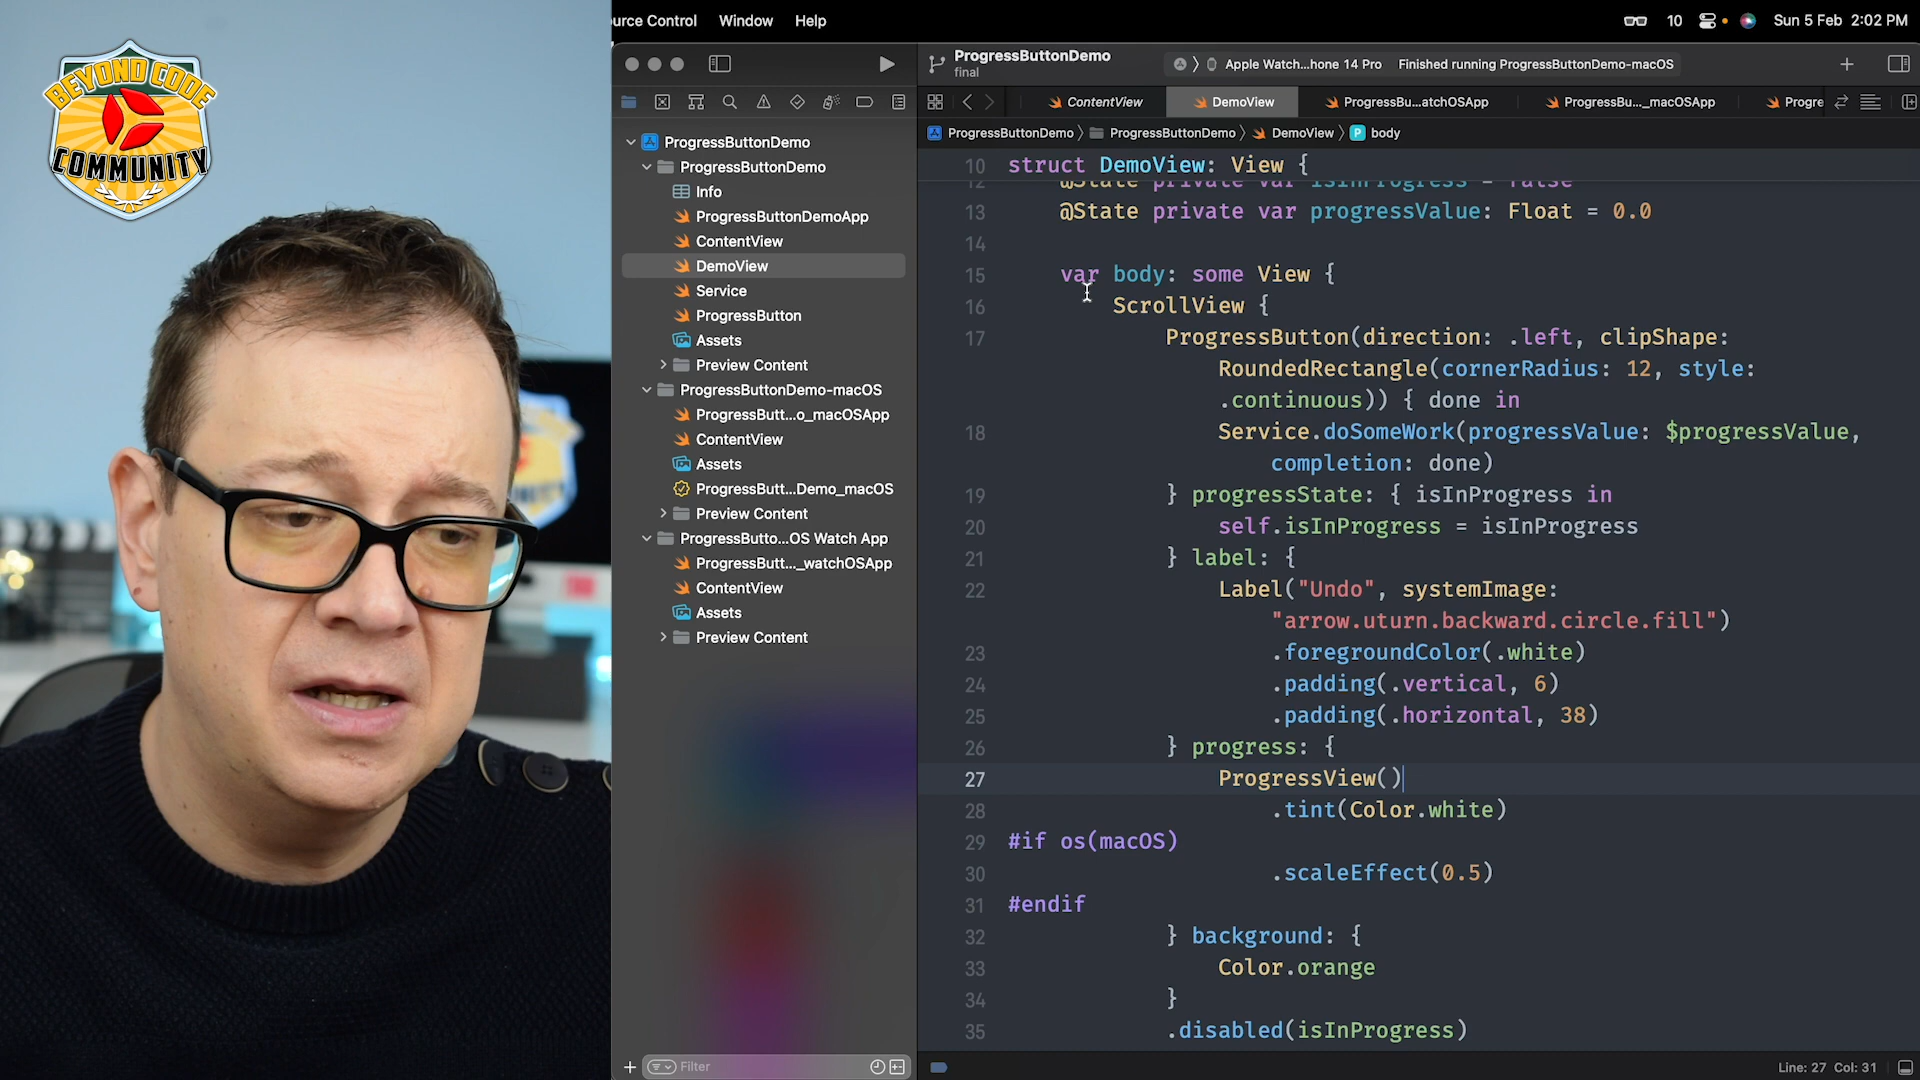 BEYOND CODE
COMMUNITY
urce Control Window Help
10 Sun 5 Feb 2:02 PM
ProgressButtonDemo
final
Apple Watch...hone 14 Pro Finished running ProgressButtonDemo-macOS
ContentView DemoView ProgressBu...atchOSApp ProgressBu..._macOSApp Progre
ProgressButtonDemo ProgressButtonDemo DemoView P body
ProgressButtonDemo
ProgressButtonDemo
Info
ProgressButtonDemoApp
ContentView
DemoView
Service
ProgressButton
Assets
Preview Content
ProgressButtonDemo-macOS
ProgressButt...o_macOSApp
ContentView
Assets
ProgressButt...Demo_macOS
Preview Content
ProgressButto...OS Watch App
ProgressButt..._watchOSApp
ContentView
Assets
Preview Content
Filter
10 struct DemoView: View {
12 @State private var isInProgress = false
13 @State private var progressValue: Float = 0.0
14
15 var body: some View {
16 ScrollView {
17 ProgressButton(direction: .left, clipShape:
RoundedRectangle(cornerRadius: 12, style:
.continuous)) { done in
18 Service.doSomeWork(progressValue: $progressValue,
completion: done)
19 } progressState: { isInProgress in
20 self.isInProgress = isInProgress
21 } label: {
22 Label("Undo", systemImage:
"arrow.uturn.backward.circle.fill")
23 .foregroundColor(.white)
24 .padding(.vertical, 6)
25 .padding(.horizontal, 38)
26 } progress: {
27 ProgressView()
28 .tint(Color.white)
29 #if os(macOS)
30 .scaleEffect(0.5)
31 #endif
32 } background: {
33 Color.orange
34 }
35 .disabled(isInProgress)
Line: 27 Col: 31